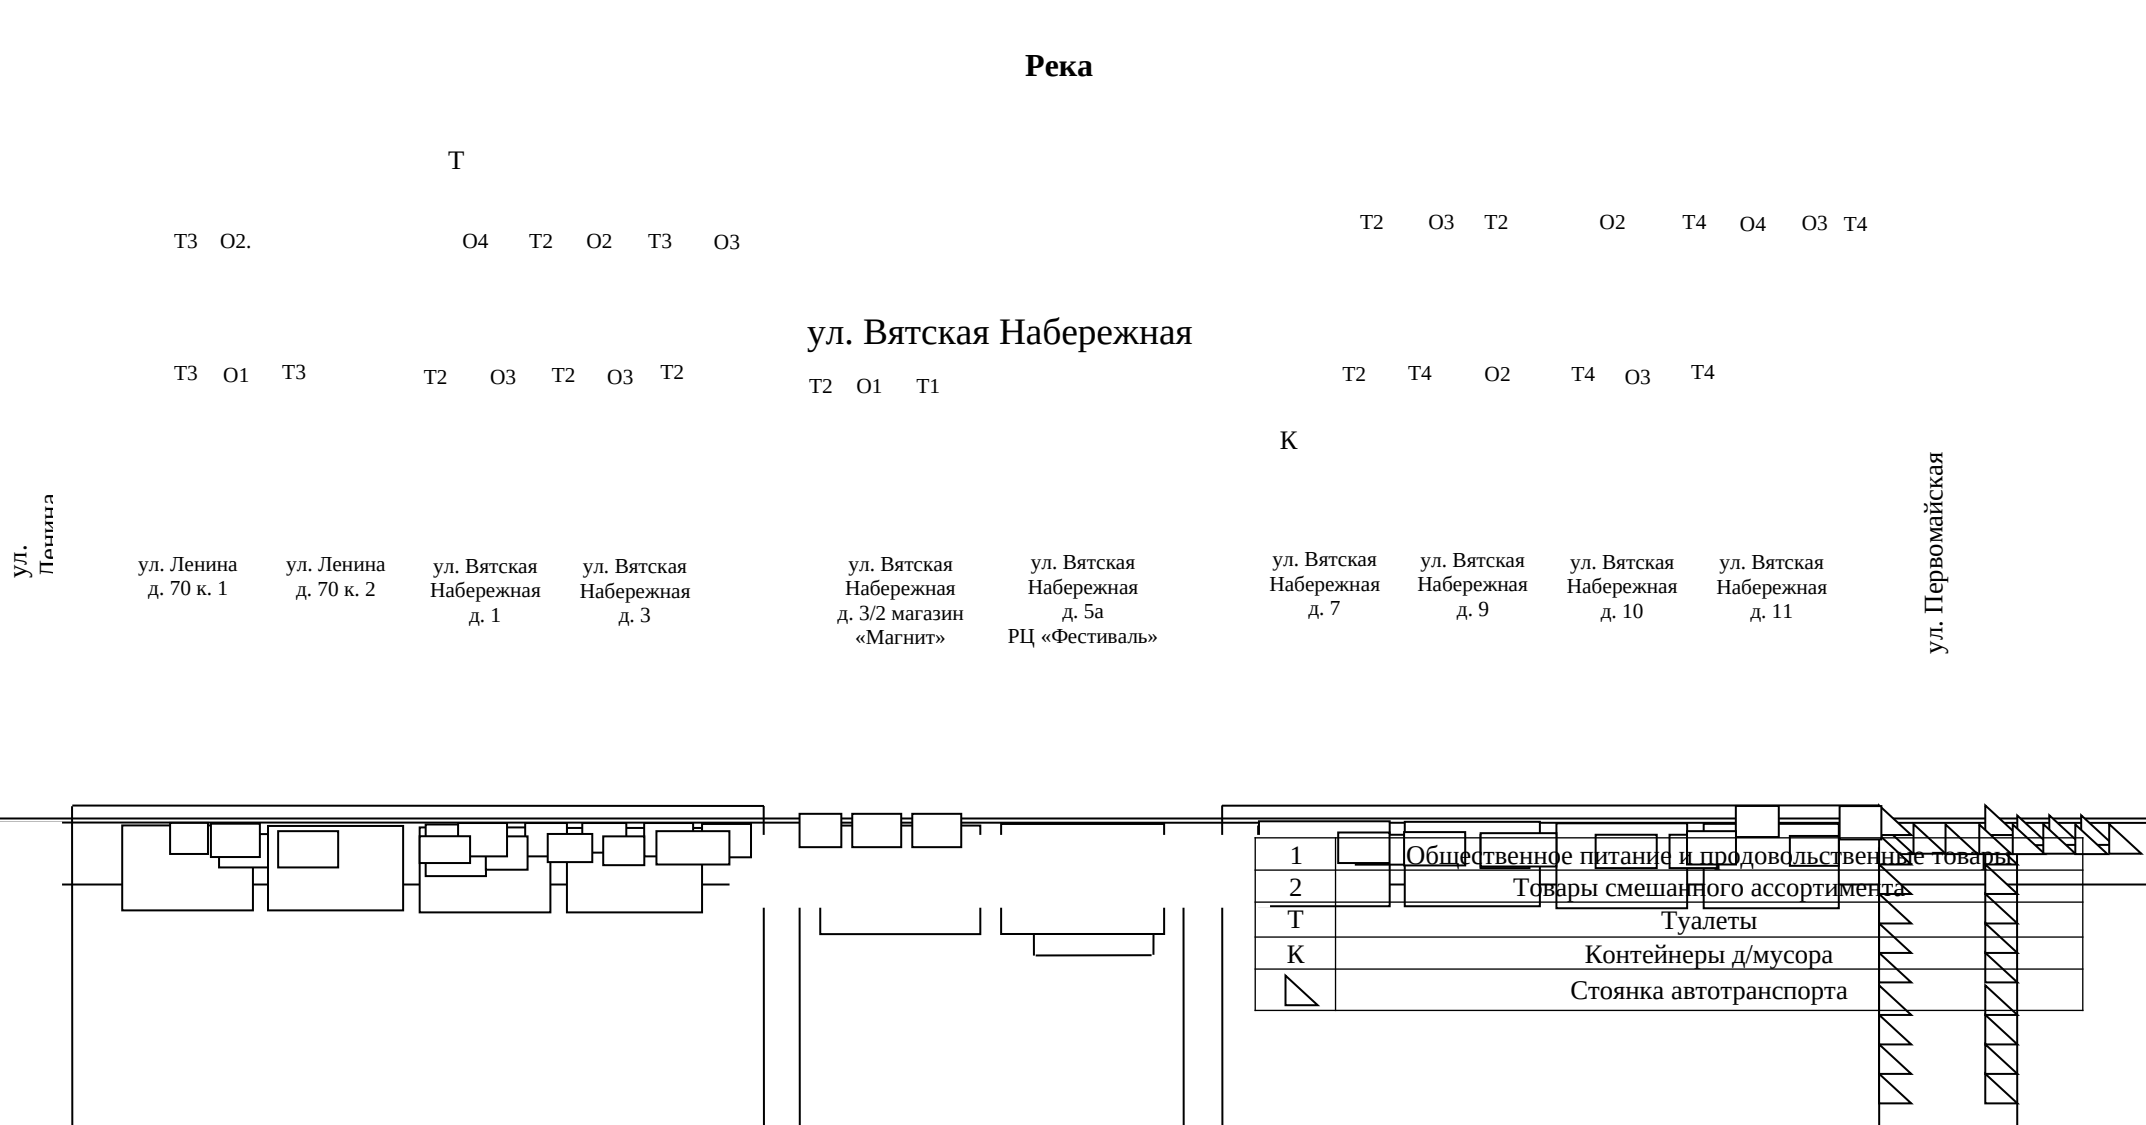 Река
Т
Т3 О2. О4 Т2 О2 Т3 О3 Т2 О3 Т2 О2 Т4 О4 О3 Т4
ул. Вятская Набережная
Т3 О1 Т3 Т2 О3 Т2 О3 Т2 Т2 О1 Т1 Т2 Т4 О2 Т4 О3 Т4
К
ул.
Ленина
ул. Ленина
д. 70 к. 1
ул. Ленина
д. 70 к. 2
ул. Вятская
Набережная
д. 1
ул. Вятская
Набережная
д. 3
ул. Вятская
Набережная
д. 3/2 магазин
«Магнит»
ул. Вятская
Набережная
д. 5а
РЦ «Фестиваль»
ул. Вятская
Набережная
д. 7
ул. Вятская
Набережная
д. 9
ул. Вятская
Набережная
д. 10
ул. Вятская
Набережная
д. 11
ул. Первомайская
1 Общественное питание и продовольственные товары
2 Товары смешанного ассортимента
Т Туалеты
К Контейнеры д/мусора
Стоянка автотранспорта